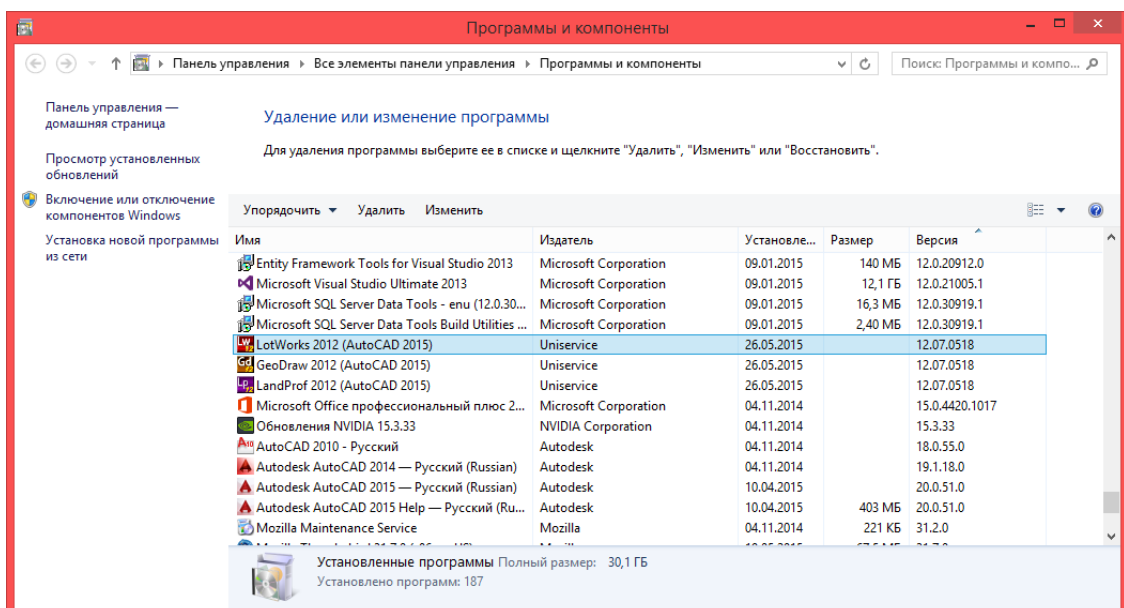 Программы и компоненты
Панель управления Все элементы панели управления Программы и компоненты Поиск: Программы и компо...
Панель управления —
домашняя страница
Просмотр установленных
обновлений
Включение или отключение
компонентов Windows
Установка новой программы
из сети
Удаление или изменение программы
Для удаления программы выберите ее в списке и щелкните "Удалить", "Изменить" или "Восстановить".
Упорядочить Удалить Изменить
Имя Издатель Установле... Размер Версия
Entity Framework Tools for Visual Studio 2013 Microsoft Corporation 09.01.2015 140 МБ 12.0.20912.0
Microsoft Visual Studio Ultimate 2013 Microsoft Corporation 09.01.2015 12,1 ГБ 12.0.21005.1
Microsoft SQL Server Data Tools - enu (12.0.30... Microsoft Corporation 09.01.2015 16,3 МБ 12.0.30919.1
Microsoft SQL Server Data Tools Build Utilities ... Microsoft Corporation 09.01.2015 2,40 МБ 12.0.30919.1
LotWorks 2012 (AutoCAD 2015) Uniservice 26.05.2015 12.07.0518
GeoDraw 2012 (AutoCAD 2015) Uniservice 26.05.2015 12.07.0518
LandProf 2012 (AutoCAD 2015) Uniservice 26.05.2015 12.07.0518
Microsoft Office профессиональный плюс 2... Microsoft Corporation 04.11.2014 15.0.4420.1017
Обновления NVIDIA 15.3.33 NVIDIA Corporation 04.11.2014 15.3.33
AutoCAD 2010 - Русский Autodesk 04.11.2014 18.0.55.0
Autodesk AutoCAD 2014 — Русский (Russian) Autodesk 04.11.2014 19.1.18.0
Autodesk AutoCAD 2015 — Русский (Russian) Autodesk 10.04.2015 20.0.51.0
Autodesk AutoCAD 2015 Help — Русский (Ru... Autodesk 10.04.2015 403 МБ 20.0.51.0
Mozilla Maintenance Service Mozilla 04.11.2014 221 КБ 31.2.0
Установленные программы Полный размер: 30,1 ГБ
Установлено программ: 187